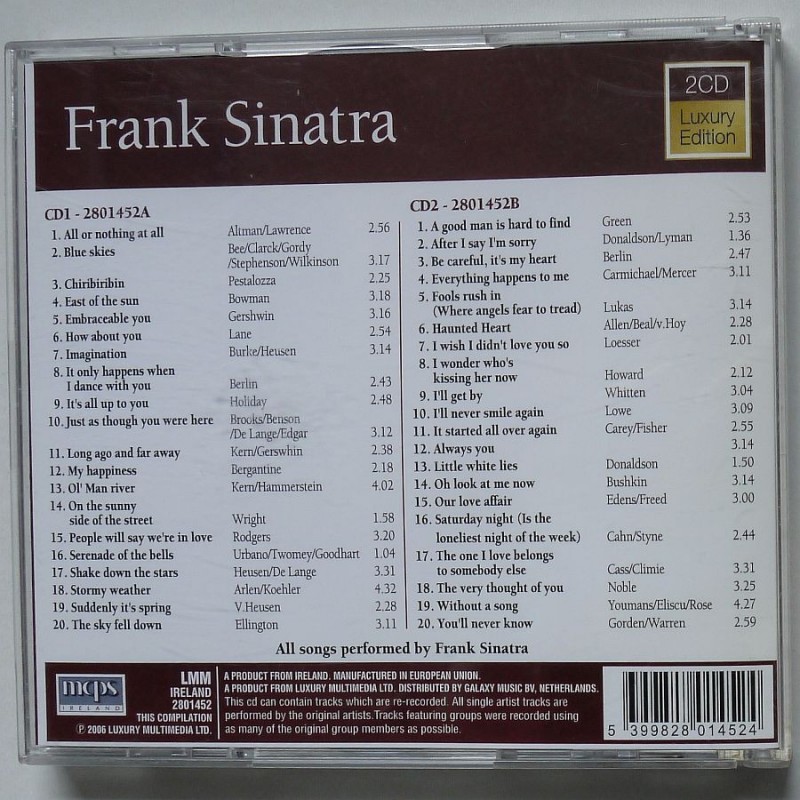 Frank Sinatra
2CD
Luxury
Edition
CD1 - 2801452A
1. All or nothing at all Altman/Lawrence 2.56
2. Blue skies Bee/Clarck/Gordy
/Stephenson/Wilkinson 3.17
3. Chiribiribin Pestalozza 2.25
4. East of the sun Bowman 3.18
5. Embraceable you Gershwin 3.16
6. How about you Lane 2.54
7. Imagination Burke/Heusen 3.14
8. It only happens when
I dance with you Berlin 2.43
9. It's all up to you Holiday 2.48
10. Just as though you were here Brooks/Benson
/De Lange/Edgar 3.12
11. Long ago and far away Kern/Gerswhin 2.38
12. My happiness Bergantine 2.18
13. Ol' Man river Kern/Hammerstein 4.02
14. On the sunny
side of the street Wright 1.58
15. People will say we're in love Rodgers 3.20
16. Serenade of the bells Urbano/Twomey/Goodhart 1.04
17. Shake down the stars Heusen/De Lange 3.31
18. Stormy weather Arlen/Koehler 4.32
19. Suddenly it's spring V.Heusen 2.28
20. The sky fell down Ellington 3.11
CD2 - 2801452B
1. A good man is hard to find Green 2.53
2. After I say I'm sorry Donaldson/Lyman 1.36
3. Be careful, it's my heart Berlin 2.47
4. Everything happens to me Carmichael/Mercer 3.11
5. Fools rush in
(Where angels fear to tread) Lukas 3.14
6. Haunted Heart Allen/Beal/v.Hoy 2.28
7. I wish I didn't love you so Loesser 2.01
8. I wonder who's
kissing her now Howard 2.12
9. I'll get by Whitten 3.04
10. I'll never smile again Lowe 3.09
11. It started all over again Carey/Fisher 2.55
12. Always you 3.14
13. Little white lies Donaldson 1.50
14. Oh look at me now Bushkin 3.14
15. Our love affair Edens/Freed 3.00
16. Saturday night (Is the
loneliest night of the week) Cahn/Styne 2.44
17. The one I love belongs
to somebody else Cass/Climie 3.31
18. The very thought of you Noble 3.25
19. Without a song Youmans/Eliscu/Rose 4.27
20. You'll never know Gorden/Warren 2.59
All songs performed by Frank Sinatra
mcps
IRELAND
LMM
IRELAND
2801452
THIS COMPILATION
℗ 2006 LUXURY MULTIMEDIA LTD.
A PRODUCT FROM IRELAND. MANUFACTURED IN EUROPEAN UNION.
A PRODUCT FROM LUXURY MULTIMEDIA LTD. DISTRIBUTED BY GALAXY MUSIC BV, NETHERLANDS.
This cd can contain tracks which are re-recorded. All single artist tracks are
performed by the original artists.Tracks featuring groups were recorded using
as many of the original group members as possible.
5 399828 014524